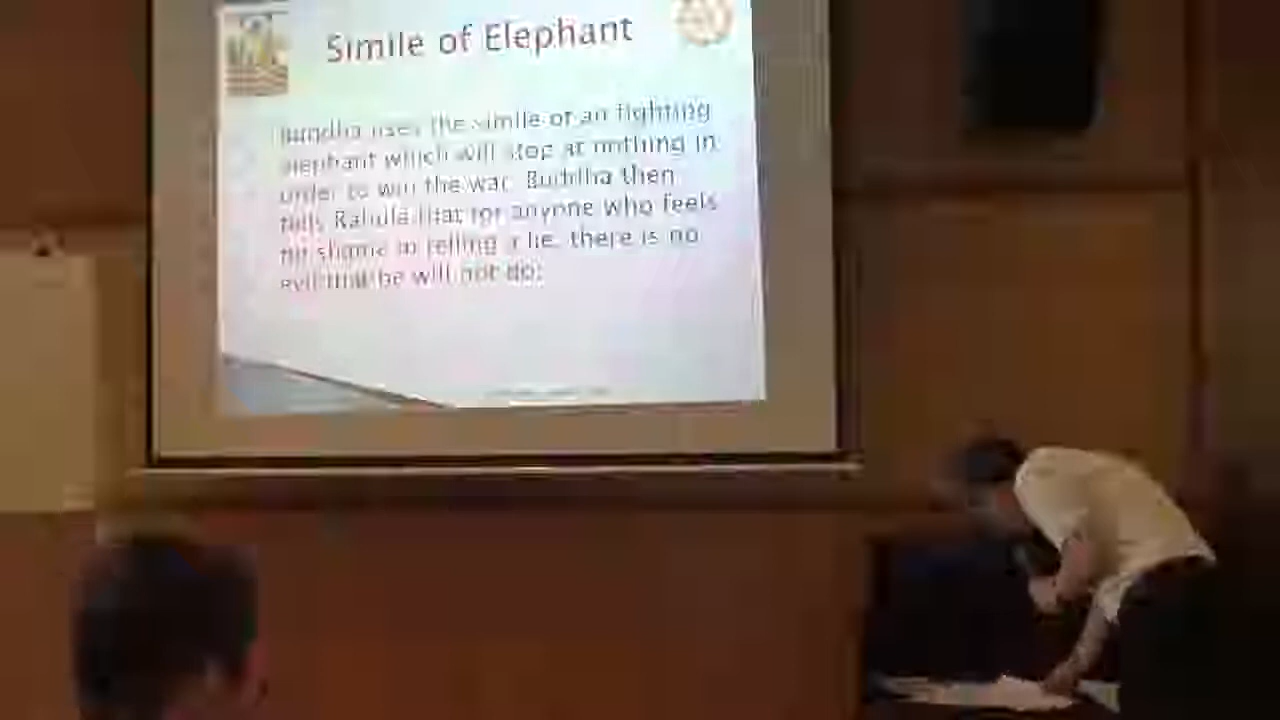 Simile of Elephant
Buddha uses the simile of an fighting
elephant which will stop at nothing in
order to win the war. Buddha then
tells Rahula that for anyone who feels
no shame in telling a lie, there is no
evil that he will not do: